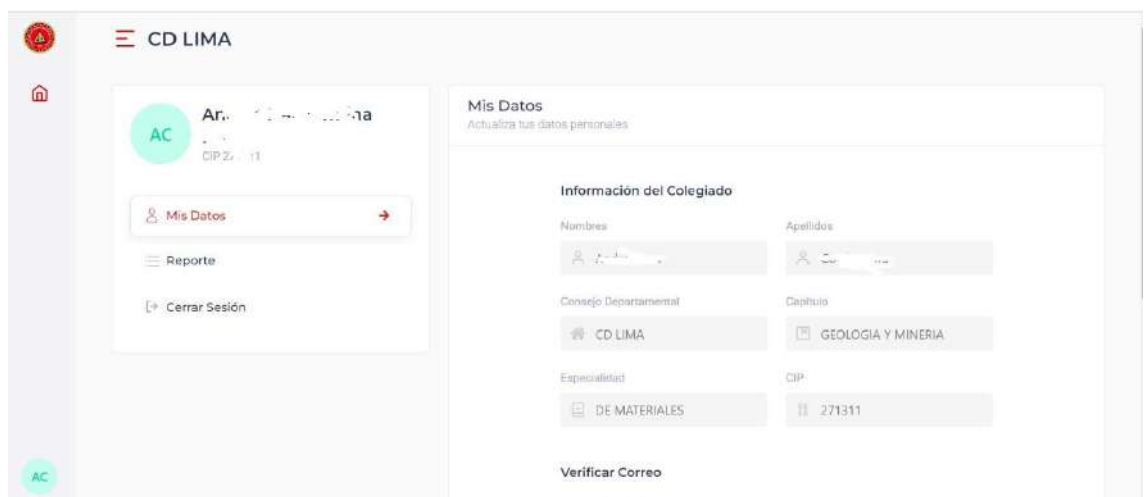 CD LIMA
AC
CIP
Mis Datos
Reporte
Cerrar Sesión
AC
Mis Datos
Actualiza tus datos personales
Información del Colegiado
Nombres
Apellidos
Consejo Departamental
Capítulo
CD LIMA
GEOLOGIA Y MINERIA
Especialidad
CIP
DE MATERIALES
271311
Verificar Correo